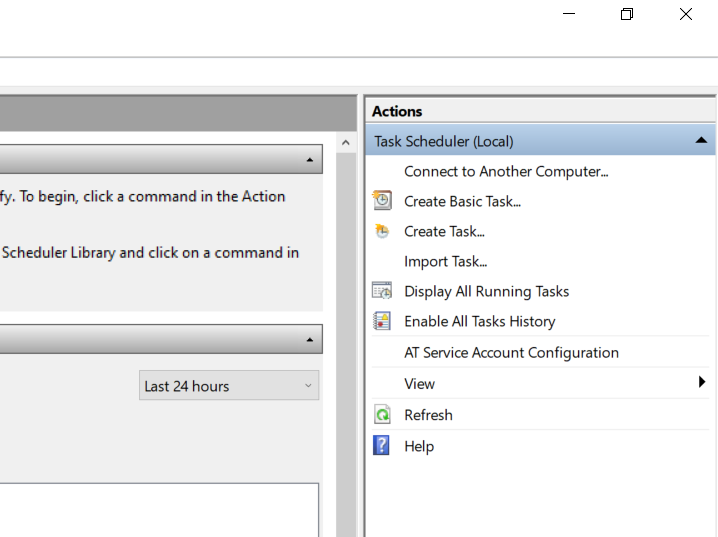 Actions
Task Scheduler (Local)
fy. To begin, click a command in the Action
Scheduler Library and click on a command in
Last 24 hours
Connect to Another Computer...
Create Basic Task...
Create Task...
Import Task...
Display All Running Tasks
Enable All Tasks History
AT Service Account Configuration
View
Refresh
Help